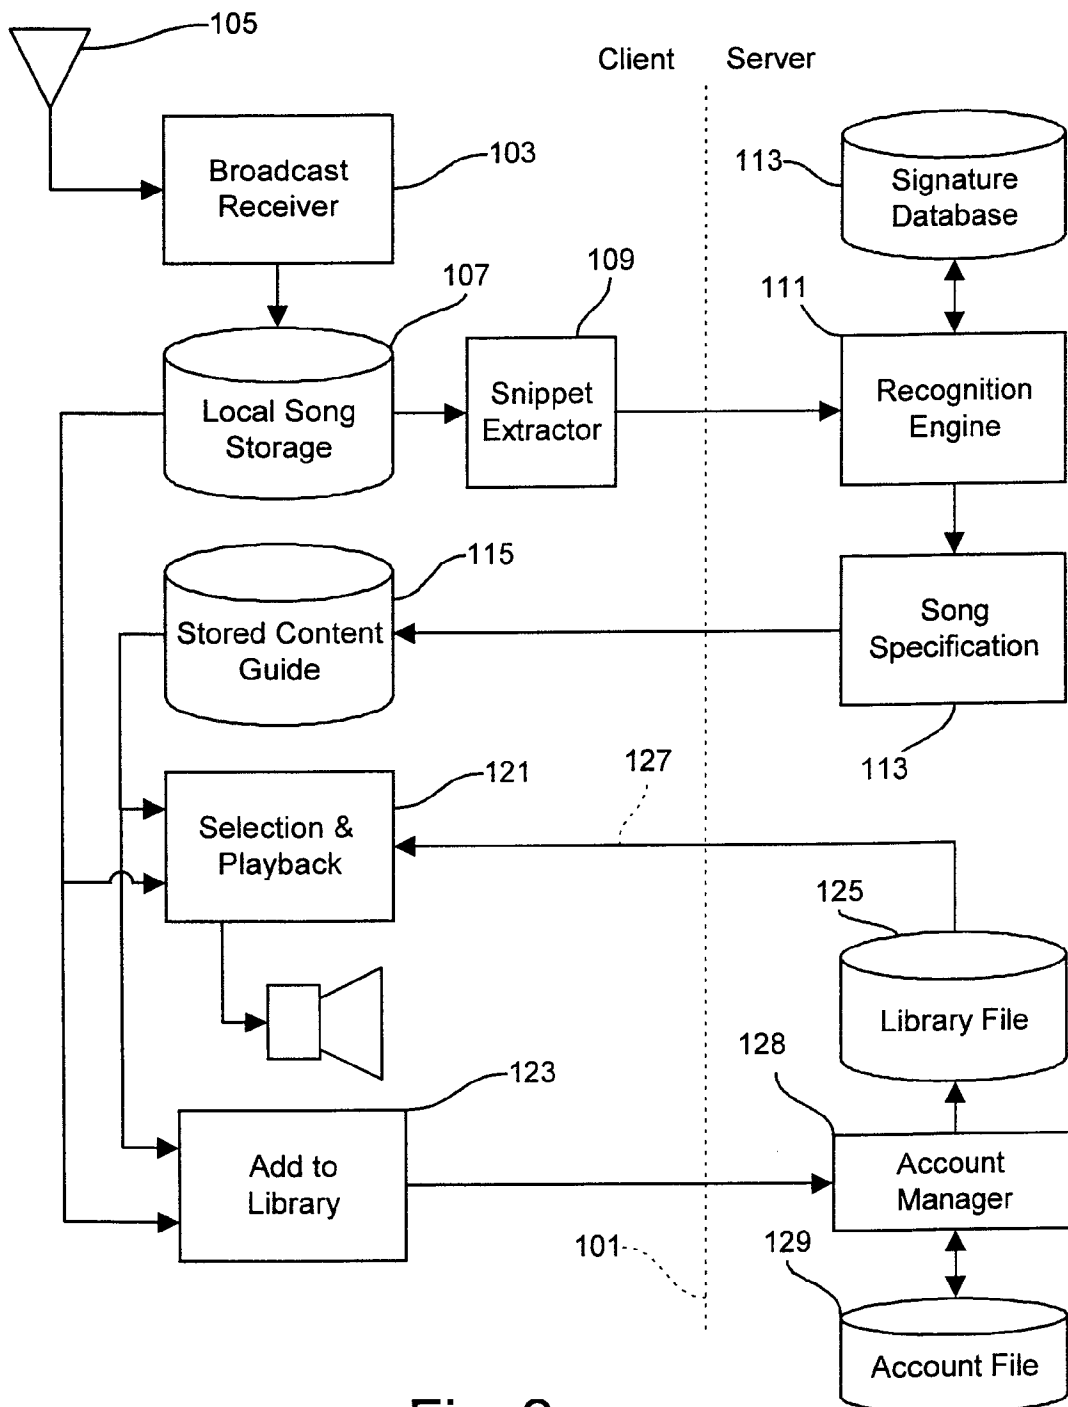 105
Client
Server
Broadcast
Receiver
103
113
Signature
Database
107
109
111
Local Song
Storage
Snippet
Extractor
Recognition
Engine
115
Stored Content
Guide
Song
Specification
113
121
127
Selection &
Playback
125
Library File
128
123
Add to
Library
Account
Manager
101
129
Account File